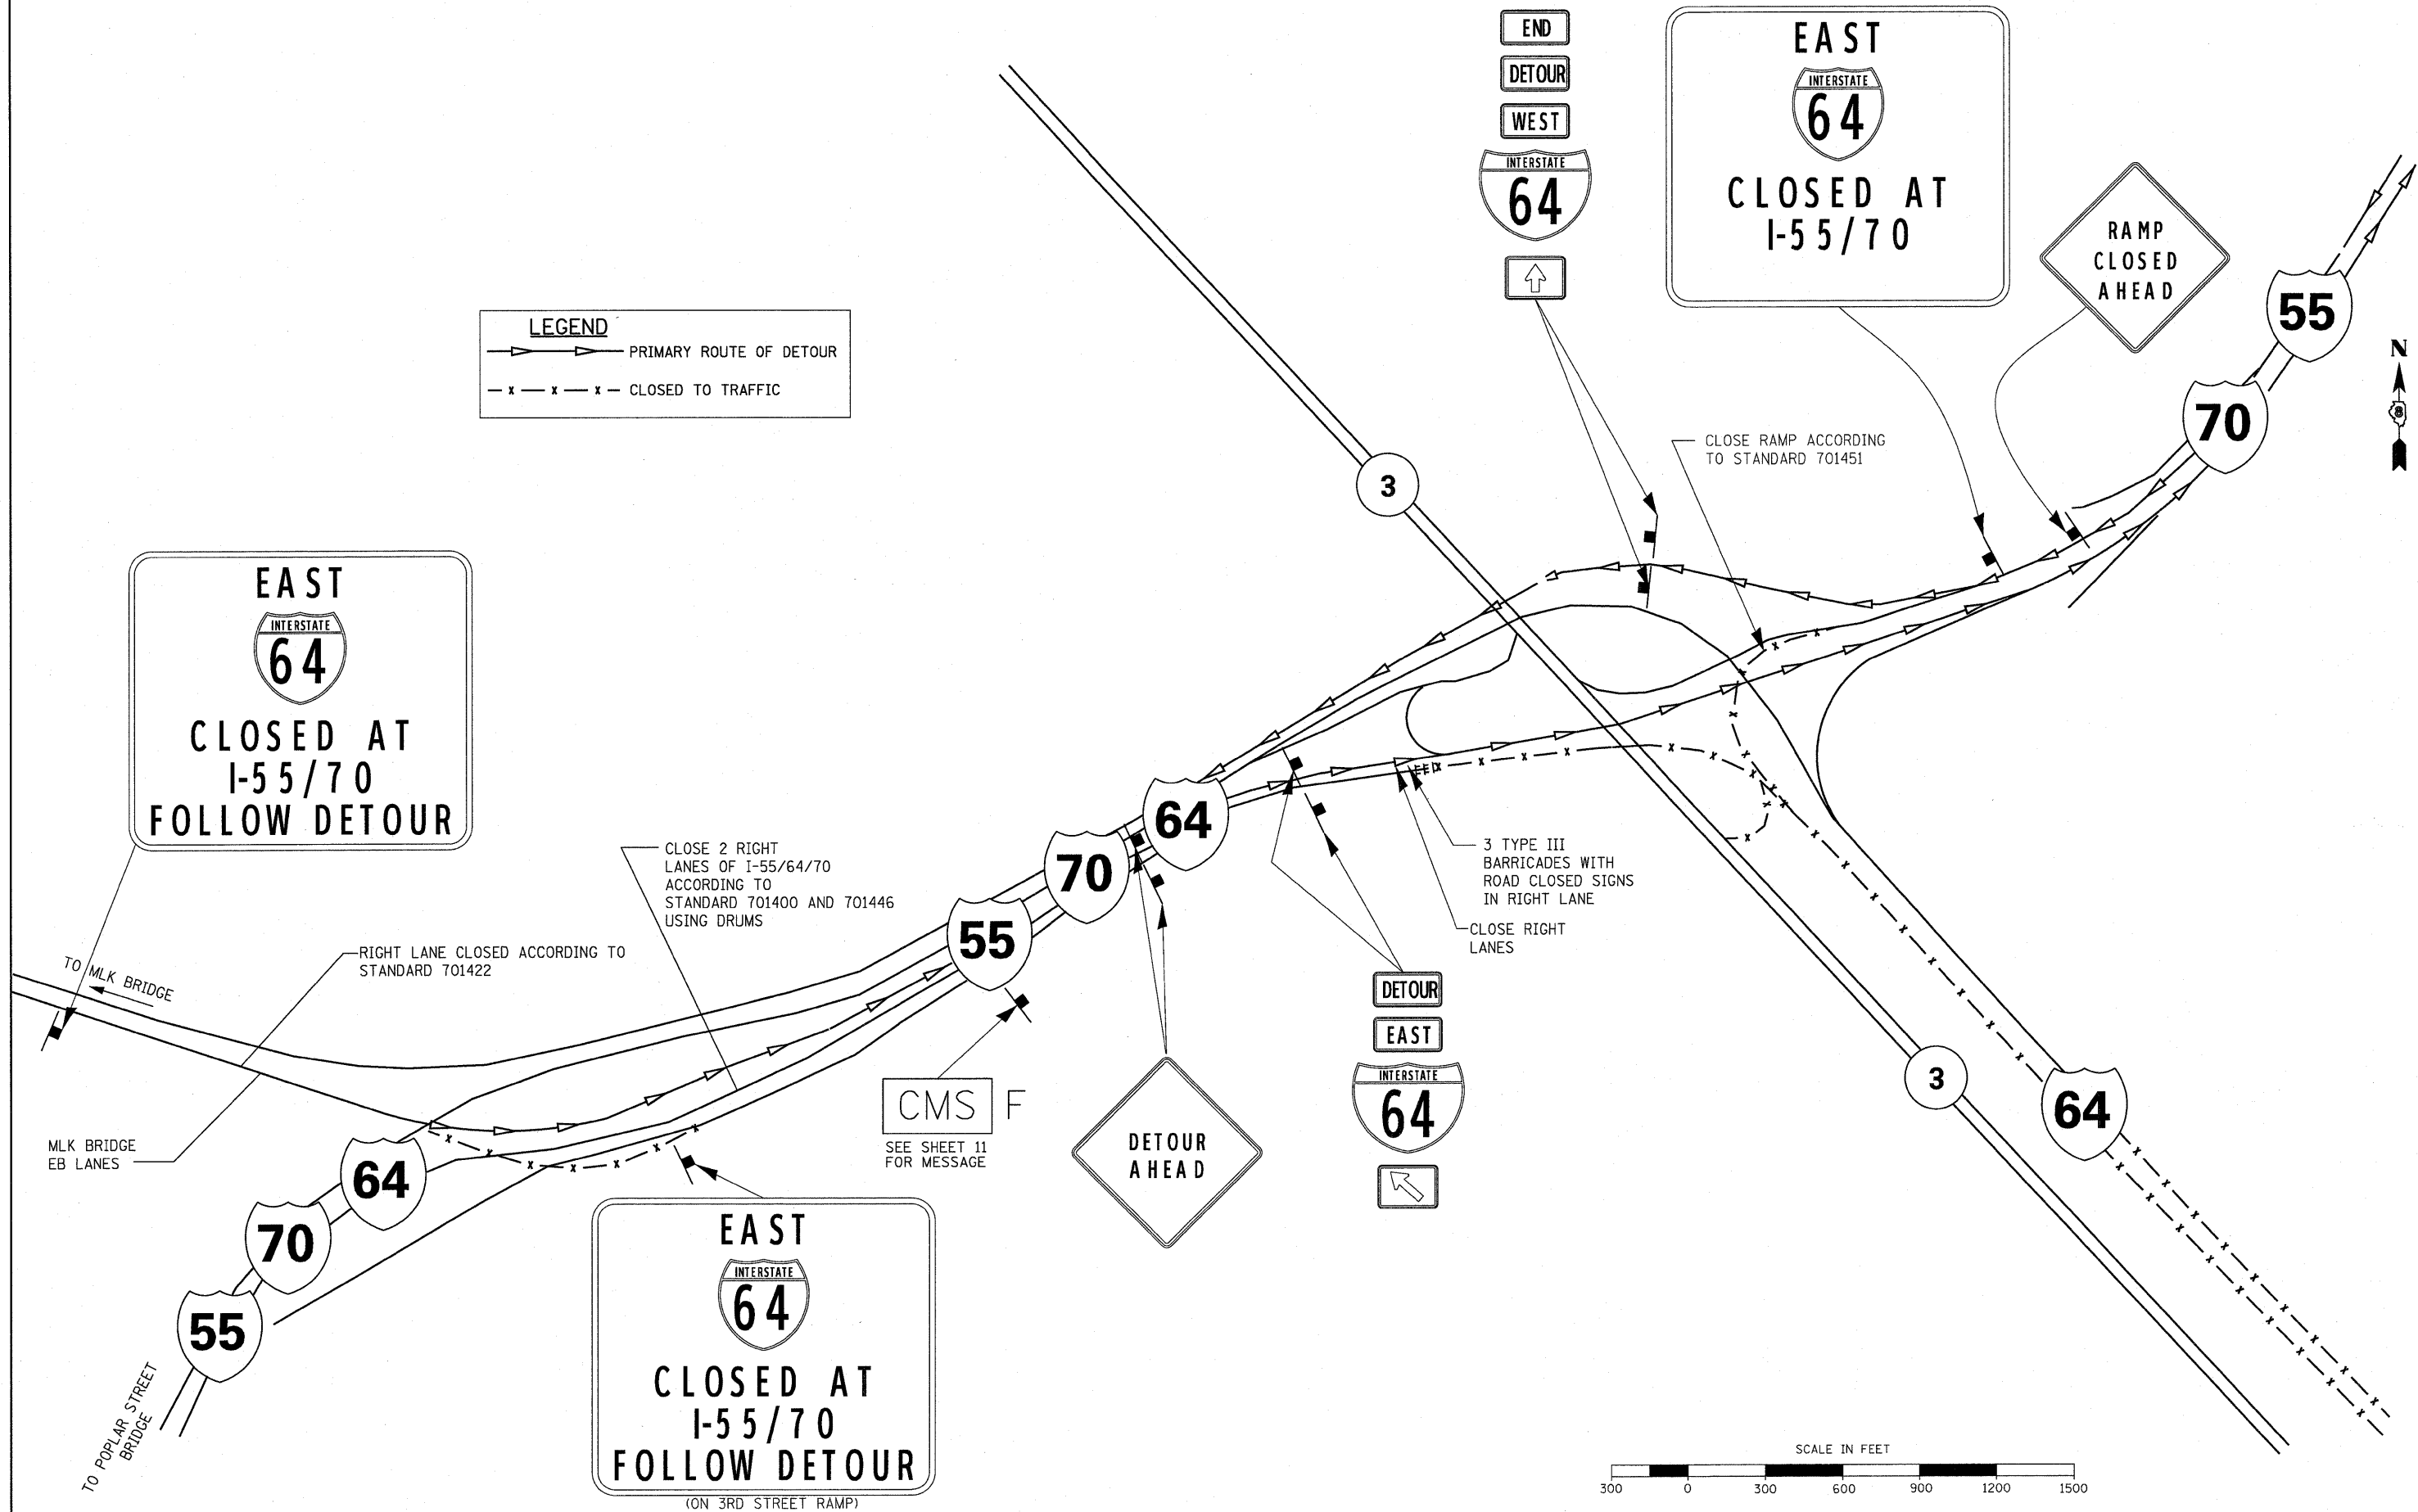 END
DETOUR
WEST
INTERSTATE
64
EAST
INTERSTATE
64
CLOSED AT
I-55/70
RAMP
CLOSED
AHEAD
55
70
N
8
LEGEND
PRIMARY ROUTE OF DETOUR
CLOSED TO TRAFFIC
3
CLOSE RAMP ACCORDING
TO STANDARD 701451
EAST
INTERSTATE
64
CLOSED AT
I-55/70
FOLLOW DETOUR
TO MLK BRIDGE
RIGHT LANE CLOSED ACCORDING TO
STANDARD 701422
CLOSE 2 RIGHT
LANES OF I-55/64/70
ACCORDING TO
STANDARD 701400 AND 701446
USING DRUMS
64
70
55
3 TYPE III
BARRICADES WITH
ROAD CLOSED SIGNS
IN RIGHT LANE
CLOSE RIGHT
LANES
DETOUR
EAST
INTERSTATE
64
CMS F
SEE SHEET 11
FOR MESSAGE
DETOUR
AHEAD
3
64
MLK BRIDGE
EB LANES
64
70
55
TO POPLAR STREET
BRIDGE
EAST
INTERSTATE
64
CLOSED AT
I-55/70
FOLLOW DETOUR
(ON 3RD STREET RAMP)
SCALE IN FEET
300 0 300 600 900 1200 1500